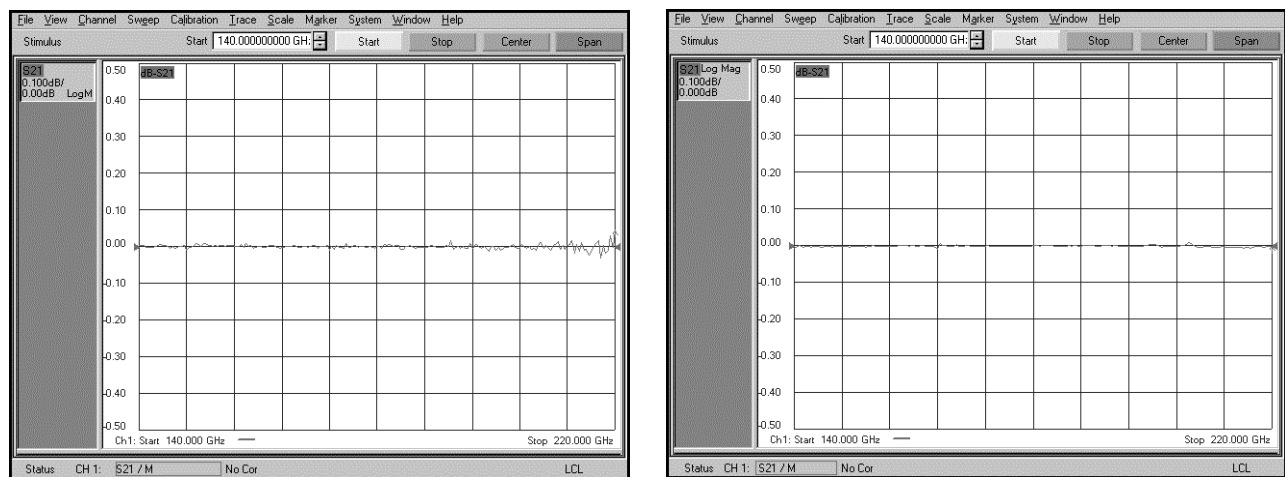 File View Channel Sweep Calibration Trace Scale Marker System Window Help
Stimulus Start 140.000000000 GH: Start Stop Center Span
S21
0.100dB/
0.00dB LogM
dB-S21
0.50
0.40
0.30
0.20
0.10
0.00
-0.10
-0.20
-0.30
-0.40
-0.50
Ch1: Start 140.000 GHz Stop 220.000 GHz
Status CH 1: S21 / M No Cor LCL
File View Channel Sweep Calibration Trace Scale Marker System Window Help
Stimulus Start 140.000000000 GH: Start Stop Center Span
S21 Log Mag
0.100dB/
0.000dB
dB-S21
0.50
0.40
0.30
0.20
0.10
0.00
-0.10
-0.20
-0.30
-0.40
-0.50
Ch1: Start 140.000 GHz Stop 220.000 GHz
Status CH 1: S21 / M No Cor LCL